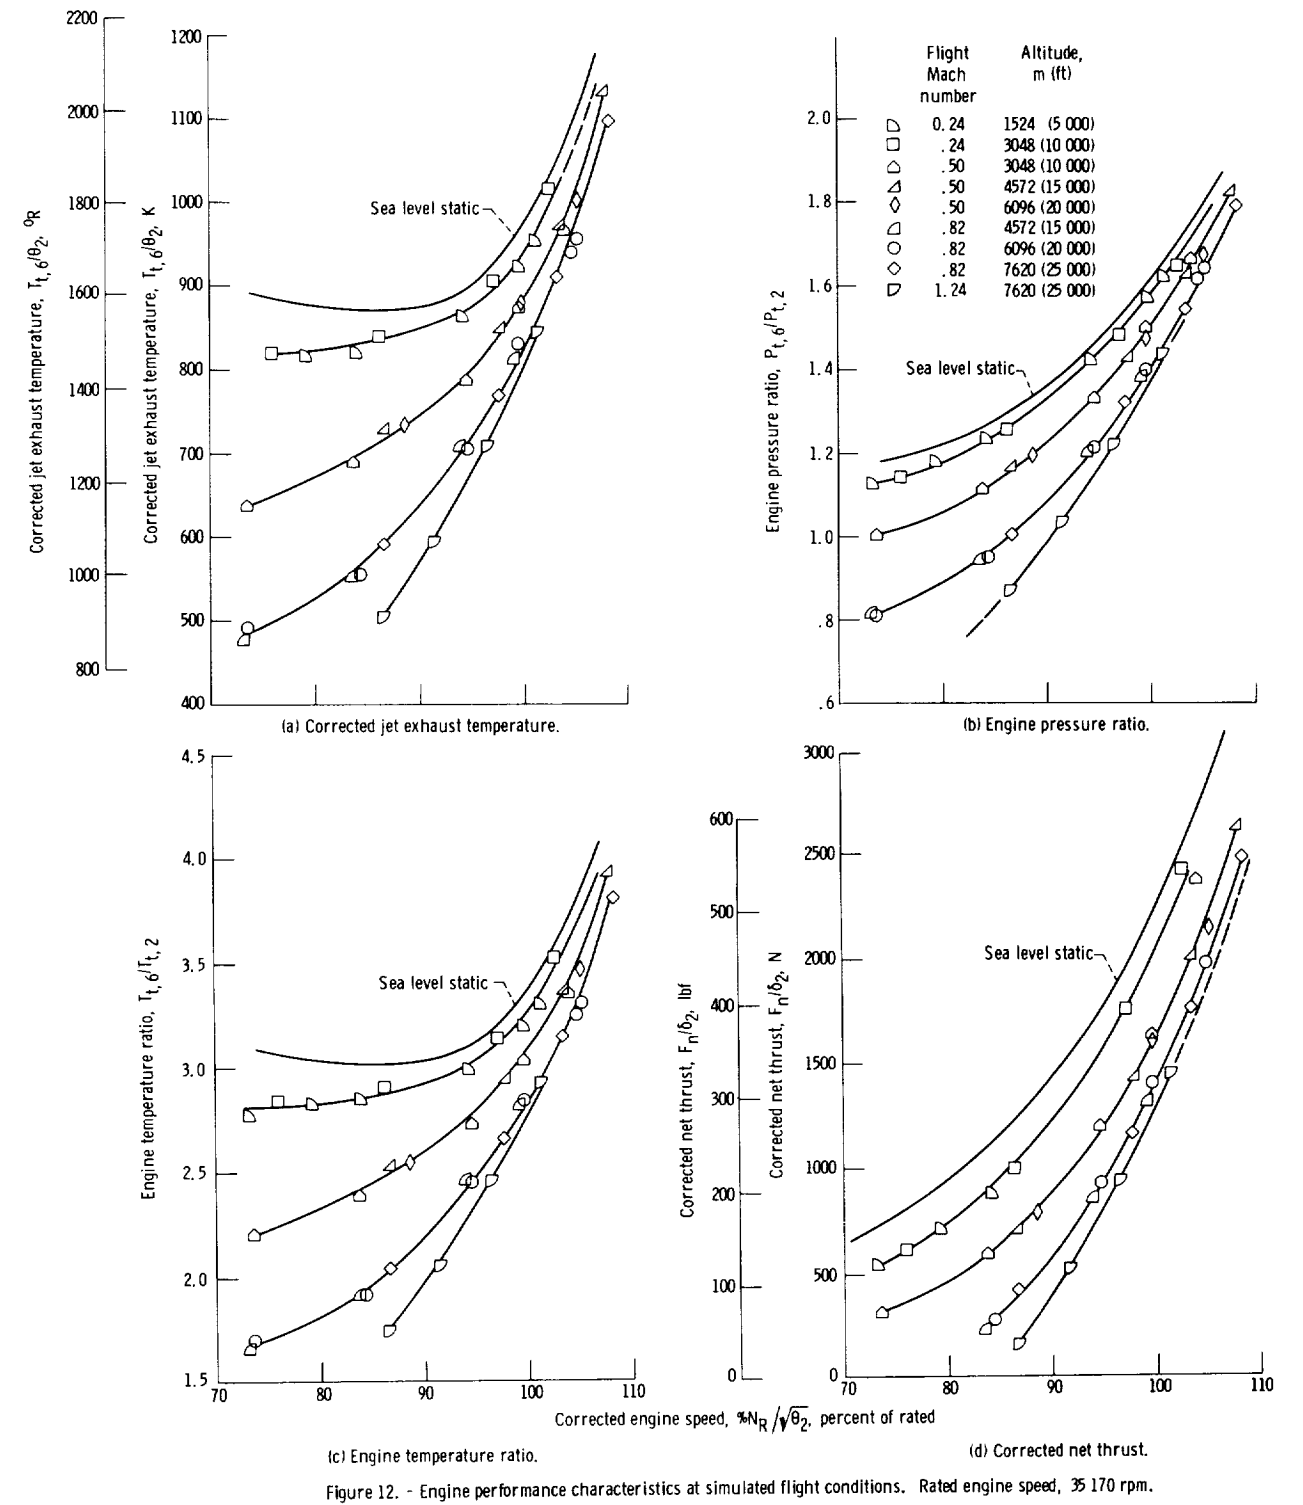 2200
2000
1800
1600
1400
1200
1000
800
Corrected jet exhaust temperature, Tt,6/θ2, °R
1200
1100
1000
900
800
700
600
500
400
Corrected jet exhaust temperature, Tt,6/θ2, K
Sea level static
(a) Corrected jet exhaust temperature.
Flight Mach number
Altitude, m (ft)
0.24 1524 (5 000)
.24 3048 (10 000)
.50 3048 (10 000)
.50 4572 (15 000)
.50 6096 (20 000)
.82 4572 (15 000)
.82 6096 (20 000)
.82 7620 (25 000)
1.24 7620 (25 000)
2.0
1.8
1.6
1.4
1.2
1.0
.8
.6
Engine pressure ratio, Pt,6/Pt,2
Sea level static
(b) Engine pressure ratio.
4.5
4.0
3.5
3.0
2.5
2.0
1.5
Engine temperature ratio, Tt,6/Tt,2
Sea level static
70 80 90 100 110
(c) Engine temperature ratio.
600
500
400
300
200
100
0
Corrected net thrust, Fn/δ2, lbf
3000
2500
2000
1500
1000
500
0
Corrected net thrust, Fn/δ2, N
Sea level static
70 80 90 100 110
Corrected engine speed, %NR/√θ2, percent of rated
(d) Corrected net thrust.
Figure 12. - Engine performance characteristics at simulated flight conditions. Rated engine speed, 35 170 rpm.